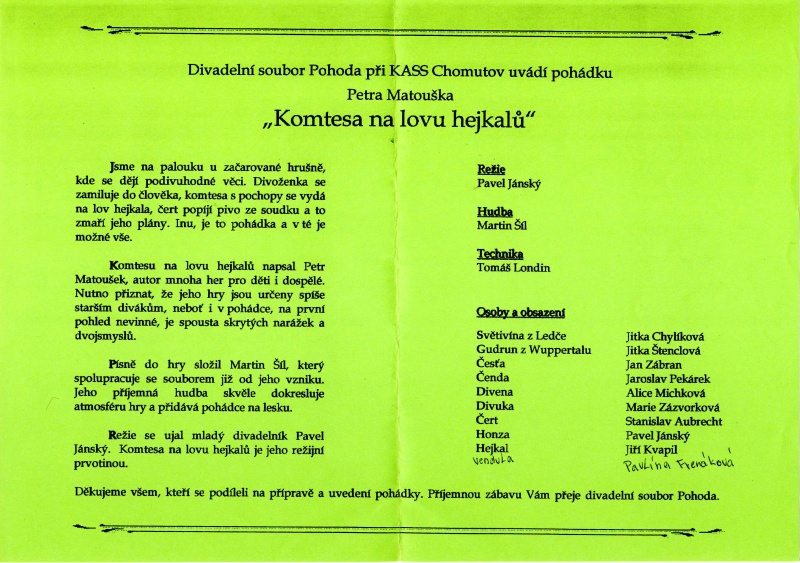 Divadelní soubor Pohoda při KASS Chomutov uvádí pohádku
Petra Matouška
„Komtesa na lovu hejkalů“
Jsme na palouku u začarované hrušně,
kde se dějí podivuhodné věci. Divoženka se
zamiluje do člověka, komtesa s pochopy se vydá
na lov hejkala, čert popíjí pivo ze soudku a to
zmaří jeho plány. Inu, je to pohádka a v té je
možné vše.
Komtesu na lovu hejkalů napsal Petr
Matoušek, autor mnoha her pro děti i dospělé.
Nutno přiznat, že jeho hry jsou určeny spíše
starším divákům, neboť i v pohádce, na první
pohled nevinné, je spousta skrytých narážek a
dvojsmyslů.
Písně do hry složil Martin Šíl, který
spolupracuje se souborem již od jeho vzniku.
Jeho příjemná hudba skvěle dokresluje
atmosféru hry a přidává pohádce na lesku.
Režie se ujal mladý divadelník Pavel
Jánský. Komtesa na lovu hejkalů je jeho režijní
prvotinou.
Režie
Pavel Jánský
Hudba
Martin Šíl
Technika
Tomáš Londin
Osoby a obsazení
Světivína z Ledče Jitka Chylíková
Gudrun z Wuppertalu Jitka Štenclová
Česťa Jan Zábran
Čenda Jaroslav Pekárek
Divena Alice Michková
Divuka Marie Zázvorková
Čert Stanislav Aubrecht
Honza Pavel Jánský
Hejkal Jiří Kvapil
Vendula Pavlína Frenáková
Děkujeme všem, kteří se podíleli na přípravě a uvedení pohádky. Příjemnou zábavu Vám přeje divadelní soubor Pohoda.